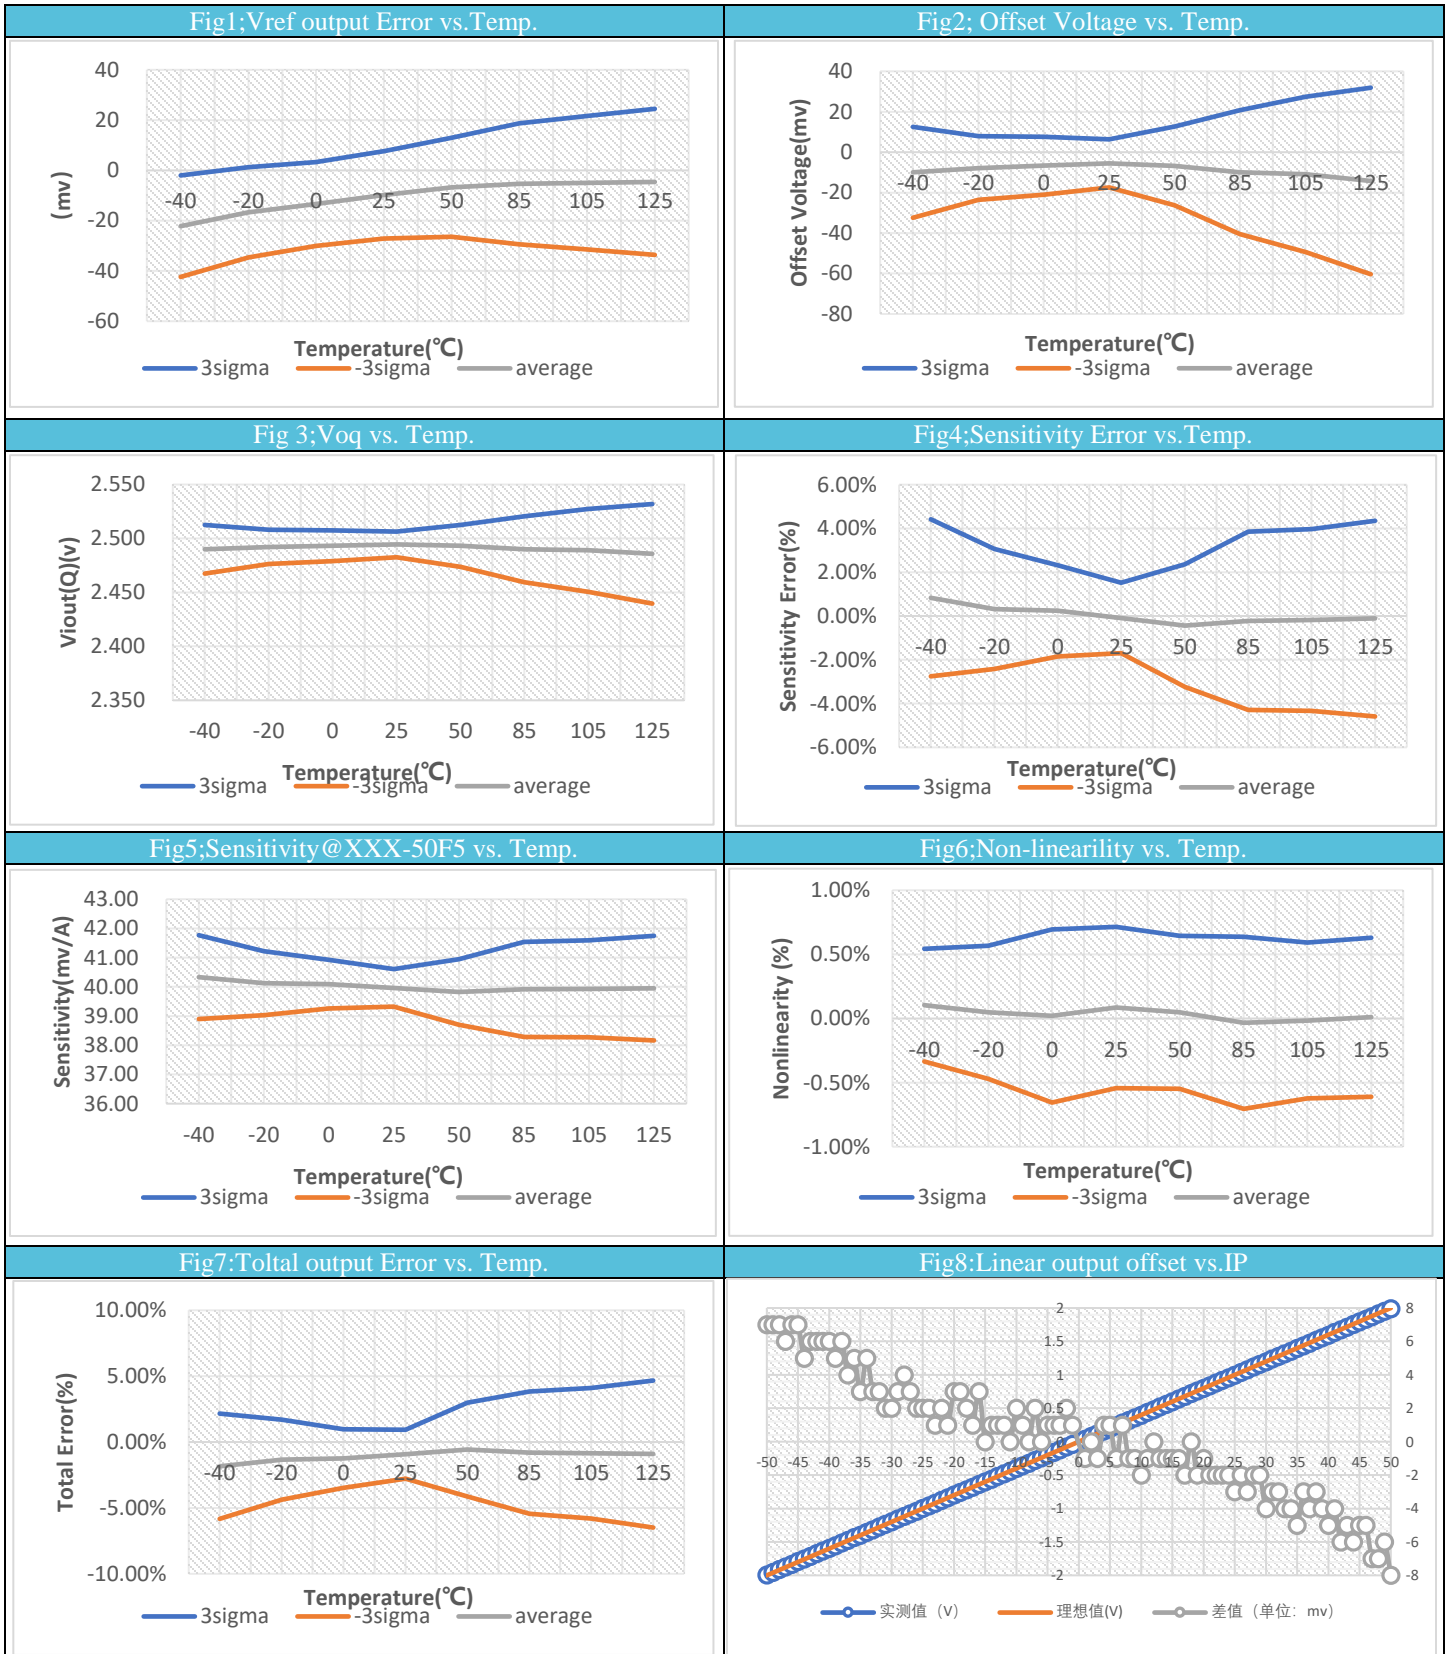 Fig1;Vref output Error vs.Temp.
Fig2; Offset Voltage vs. Temp.
40
20
0
-20
-40
-60
(mv)
-40 -20 0 25 50 85 105 125
Temperature(℃)
3sigma -3sigma average
40
20
0
-20
-40
-60
-80
Offset Voltage(mv)
-40 -20 0 25 50 85 105 125
Temperature(℃)
3sigma -3sigma average
Fig 3;Voq vs. Temp.
Fig4;Sensitivity Error vs.Temp.
2.550
2.500
2.450
2.400
2.350
Viout(Q)(v)
-40 -20 0 25 50 85 105 125
Temperature(℃)
3sigma -3sigma average
6.00%
4.00%
2.00%
0.00%
-2.00%
-4.00%
-6.00%
Sensitivity Error(%)
-40 -20 0 25 50 85 105 125
Temperature(℃)
3sigma -3sigma average
Fig5;Sensitivity@XXX-50F5 vs. Temp.
Fig6;Non-linearility vs. Temp.
43.00
42.00
41.00
40.00
39.00
38.00
37.00
36.00
Sensitivity(mv/A)
-40 -20 0 25 50 85 105 125
Temperature(℃)
3sigma -3sigma average
1.00%
0.50%
0.00%
-0.50%
-1.00%
Nonlinearity (%)
-40 -20 0 25 50 85 105 125
Temperature(℃)
3sigma -3sigma average
Fig7:Toltal output Error vs. Temp.
Fig8:Linear output offset vs.IP
10.00%
5.00%
0.00%
-5.00%
-10.00%
Total Error(%)
-40 -20 0 25 50 85 105 125
Temperature(℃)
3sigma -3sigma average
2
1.5
1
0.5
0
-0.5
-1
-1.5
-2
8
6
4
2
0
-2
-4
-6
-8
-50 -45 -40 -35 -30 -25 -20 -15 -10 -5 0 5 10 15 20 25 30 35 40 45 50
实测值（V） 理想值(V) 差值（单位：mv）